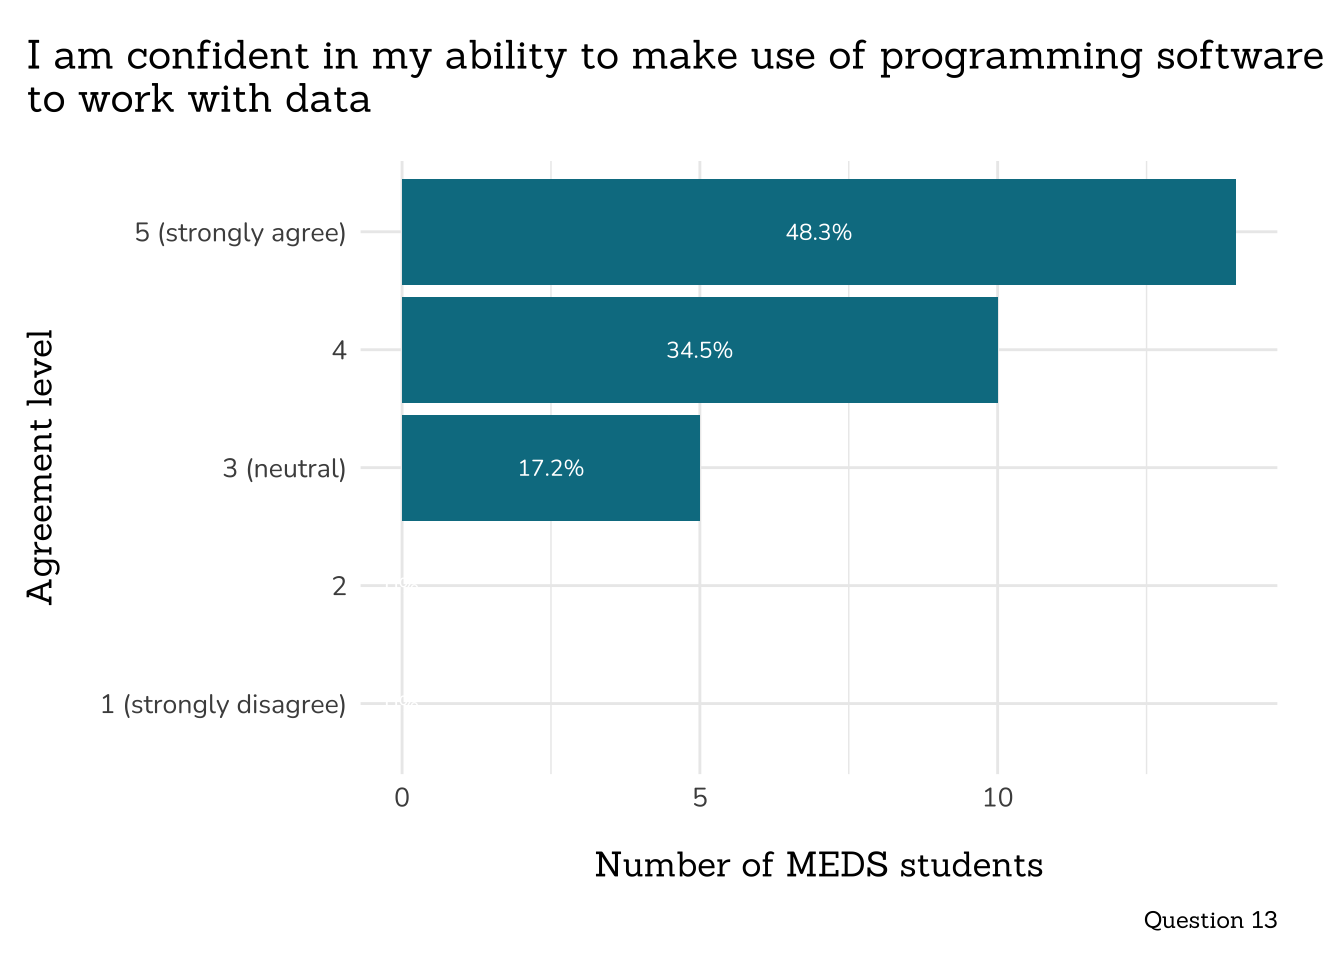 I am confident in my ability to make use of programming software
to work with data
5 (strongly agree)
48.3%
4
34.5%
3 (neutral)
17.2%
2
1 (strongly disagree)
0
5
10
Agreement level
Number of MEDS students
Question 13